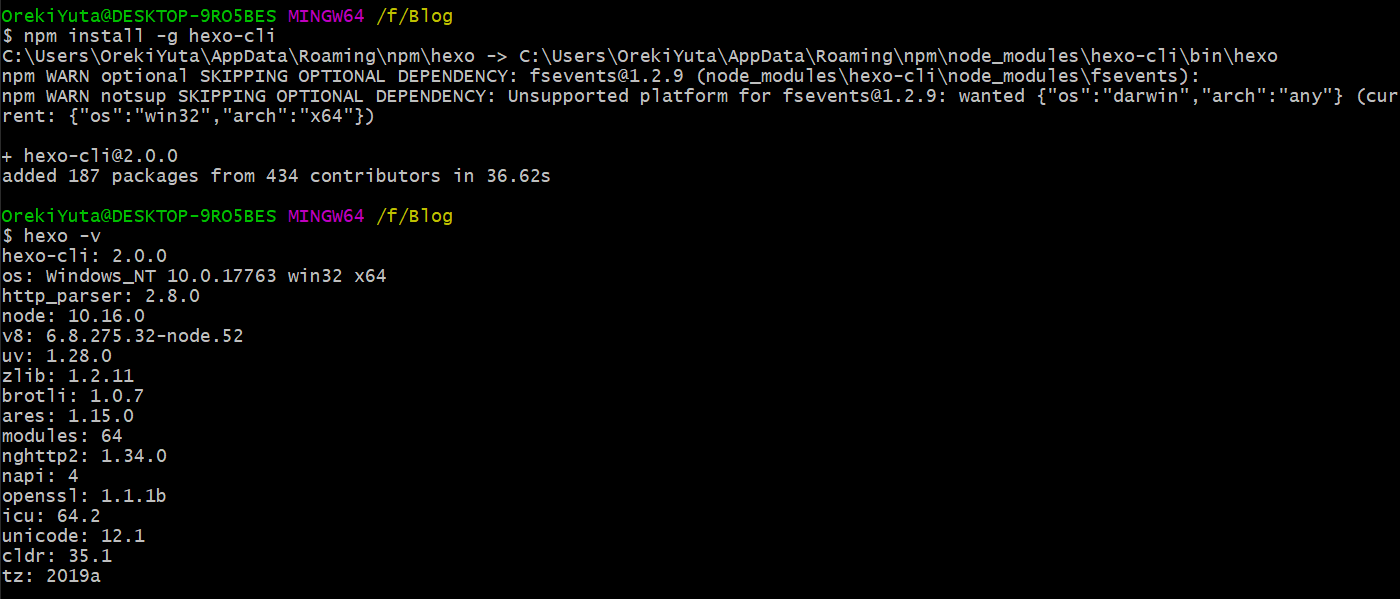 OrekiYuta@DESKTOP-9RO5BES MINGW64 /f/Blog
$ npm install -g hexo-cli
C:\Users\OrekiYuta\AppData\Roaming\npm\hexo -> C:\Users\OrekiYuta\AppData\Roaming\npm\node_modules\hexo-cli\bin\hexo
npm WARN optional SKIPPING OPTIONAL DEPENDENCY: fsevents@1.2.9 (node_modules\hexo-cli\node_modules\fsevents):
npm WARN notsup SKIPPING OPTIONAL DEPENDENCY: Unsupported platform for fsevents@1.2.9: wanted {"os":"darwin","arch":"any"} (cur
rent: {"os":"win32","arch":"x64"})
+ hexo-cli@2.0.0
added 187 packages from 434 contributors in 36.62s
OrekiYuta@DESKTOP-9RO5BES MINGW64 /f/Blog
$ hexo -v
hexo-cli: 2.0.0
os: Windows_NT 10.0.17763 win32 x64
http_parser: 2.8.0
node: 10.16.0
v8: 6.8.275.32-node.52
uv: 1.28.0
zlib: 1.2.11
brotli: 1.0.7
ares: 1.15.0
modules: 64
nghttp2: 1.34.0
napi: 4
openssl: 1.1.1b
icu: 64.2
unicode: 12.1
cldr: 35.1
tz: 2019a